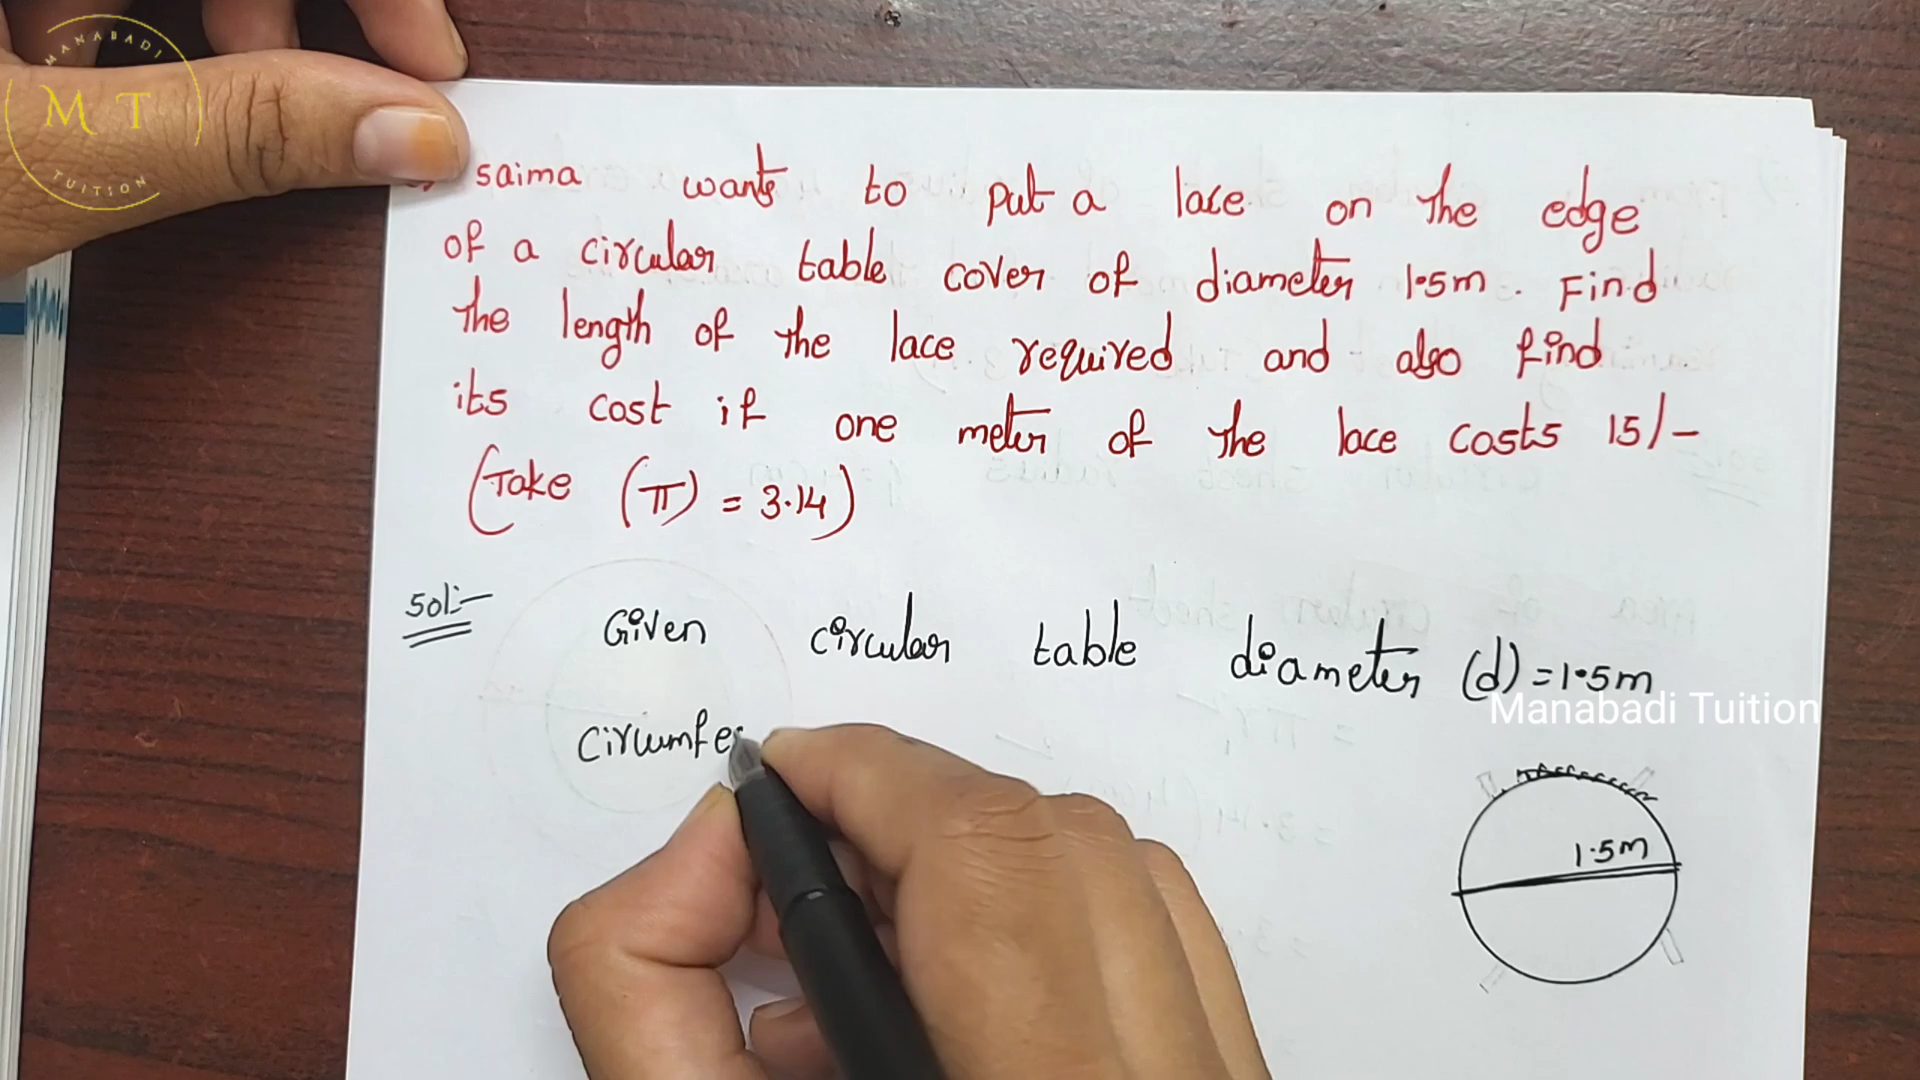 MANABADI
M T
TUITION
saima wants to put a lace on the edge
of a circular table cover of diameter 1.5m. Find
the length of the lace required and also find
its cost if one meter of the lace costs 15/-
(Take (π) = 3.14)
Sol:-
Given circular table diameter (d) = 1.5m
Manabadi Tuition
circumfe
1.5m